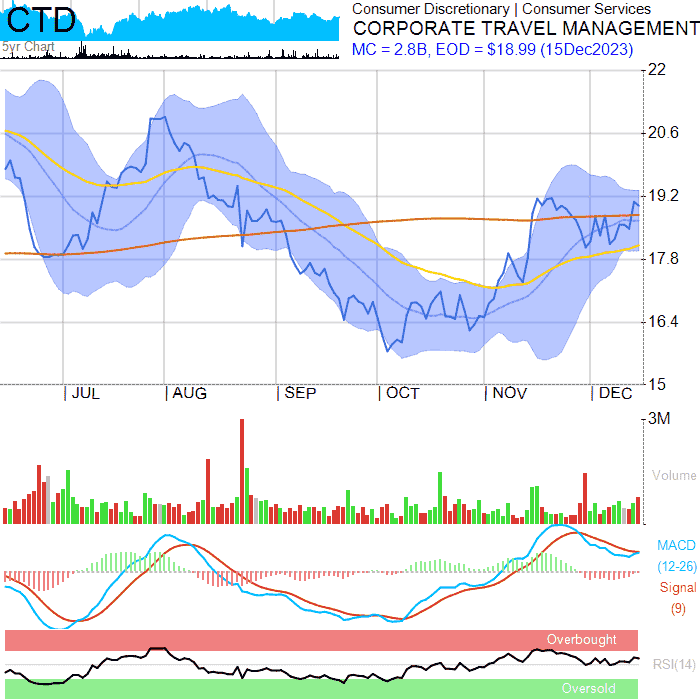 CTD
5yr Chart
Consumer Discretionary | Consumer Services
CORPORATE TRAVEL MANAGEMENT
MC = 2.8B, EOD = $18.99 (15Dec2023)
22
20.6
19.2
17.8
16.4
15
JUL AUG SEP OCT NOV DEC
3M
Volume
MACD
(12-26)
Signal
(9)
Overbought
RSI(14)
Oversold